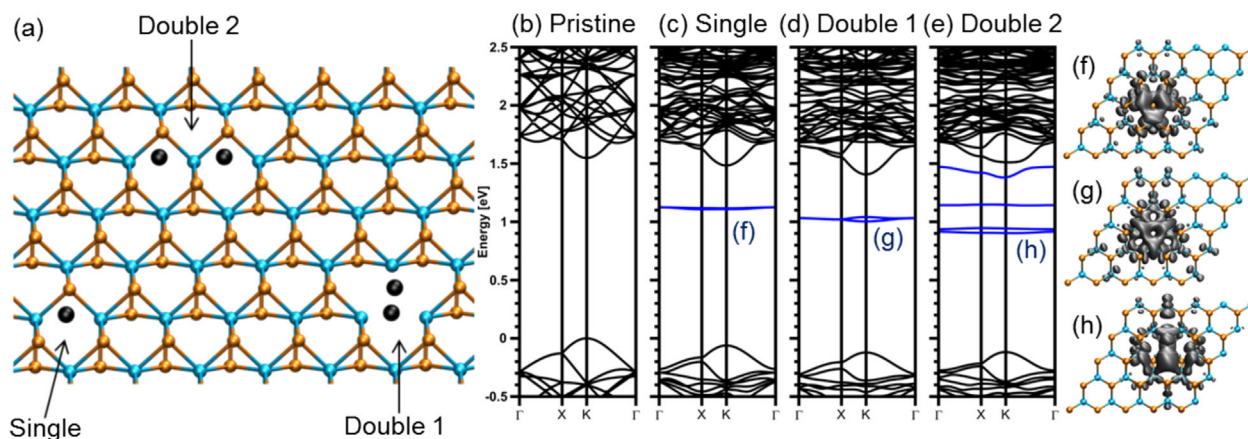 (a)
Double 2
Single
Double 1
(b) Pristine
(c) Single
(d) Double 1
(e) Double 2
Energy [eV]
2.5
2
1.5
1
0.5
0
-0.5
(f)
(g)
(h)
Γ X K Γ
Γ X K Γ
Γ X K Γ
Γ X K Γ
(f)
(g)
(h)